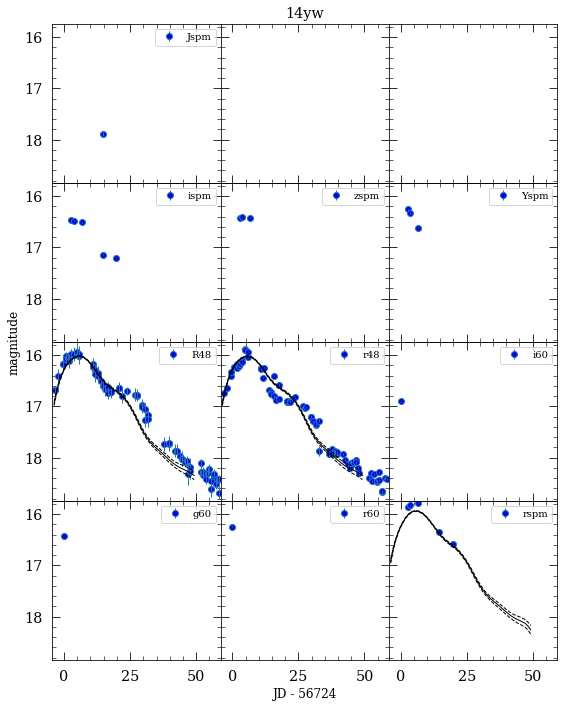 14yw
16
Jspm
17
18
16
ispm
zspm
Yspm
17
18
magnitude
16
R48
r48
i60
17
18
16
g60
r60
rspm
17
18
0 25 50 0 25 50 0 25 50
JD - 56724